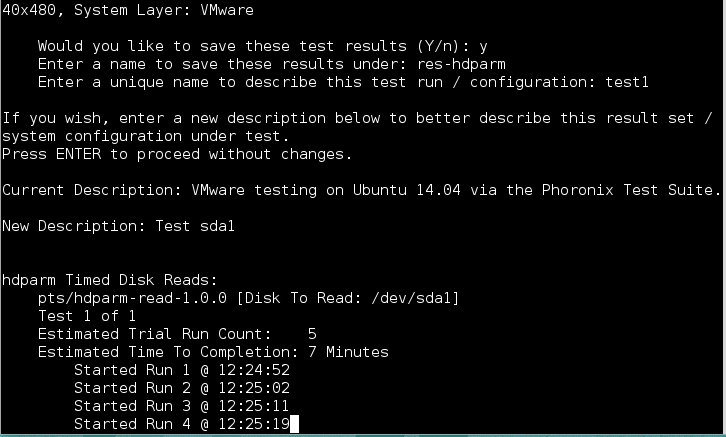 40x480, System Layer: VMware
Would you like to save these test results (Y/n): y
Enter a name to save these results under: res-hdparm
Enter a unique name to describe this test run / configuration: test1
If you wish, enter a new description below to better describe this result set /
system configuration under test.
Press ENTER to proceed without changes.
Current Description: VMware testing on Ubuntu 14.04 via the Phoronix Test Suite.
New Description: Test sda1
hdparm Timed Disk Reads:
pts/hdparm-read-1.0.0 [Disk To Read: /dev/sda1]
Test 1 of 1
Estimated Trial Run Count: 5
Estimated Time To Completion: 7 Minutes
Started Run 1 @ 12:24:52
Started Run 2 @ 12:25:02
Started Run 3 @ 12:25:11
Started Run 4 @ 12:25:19